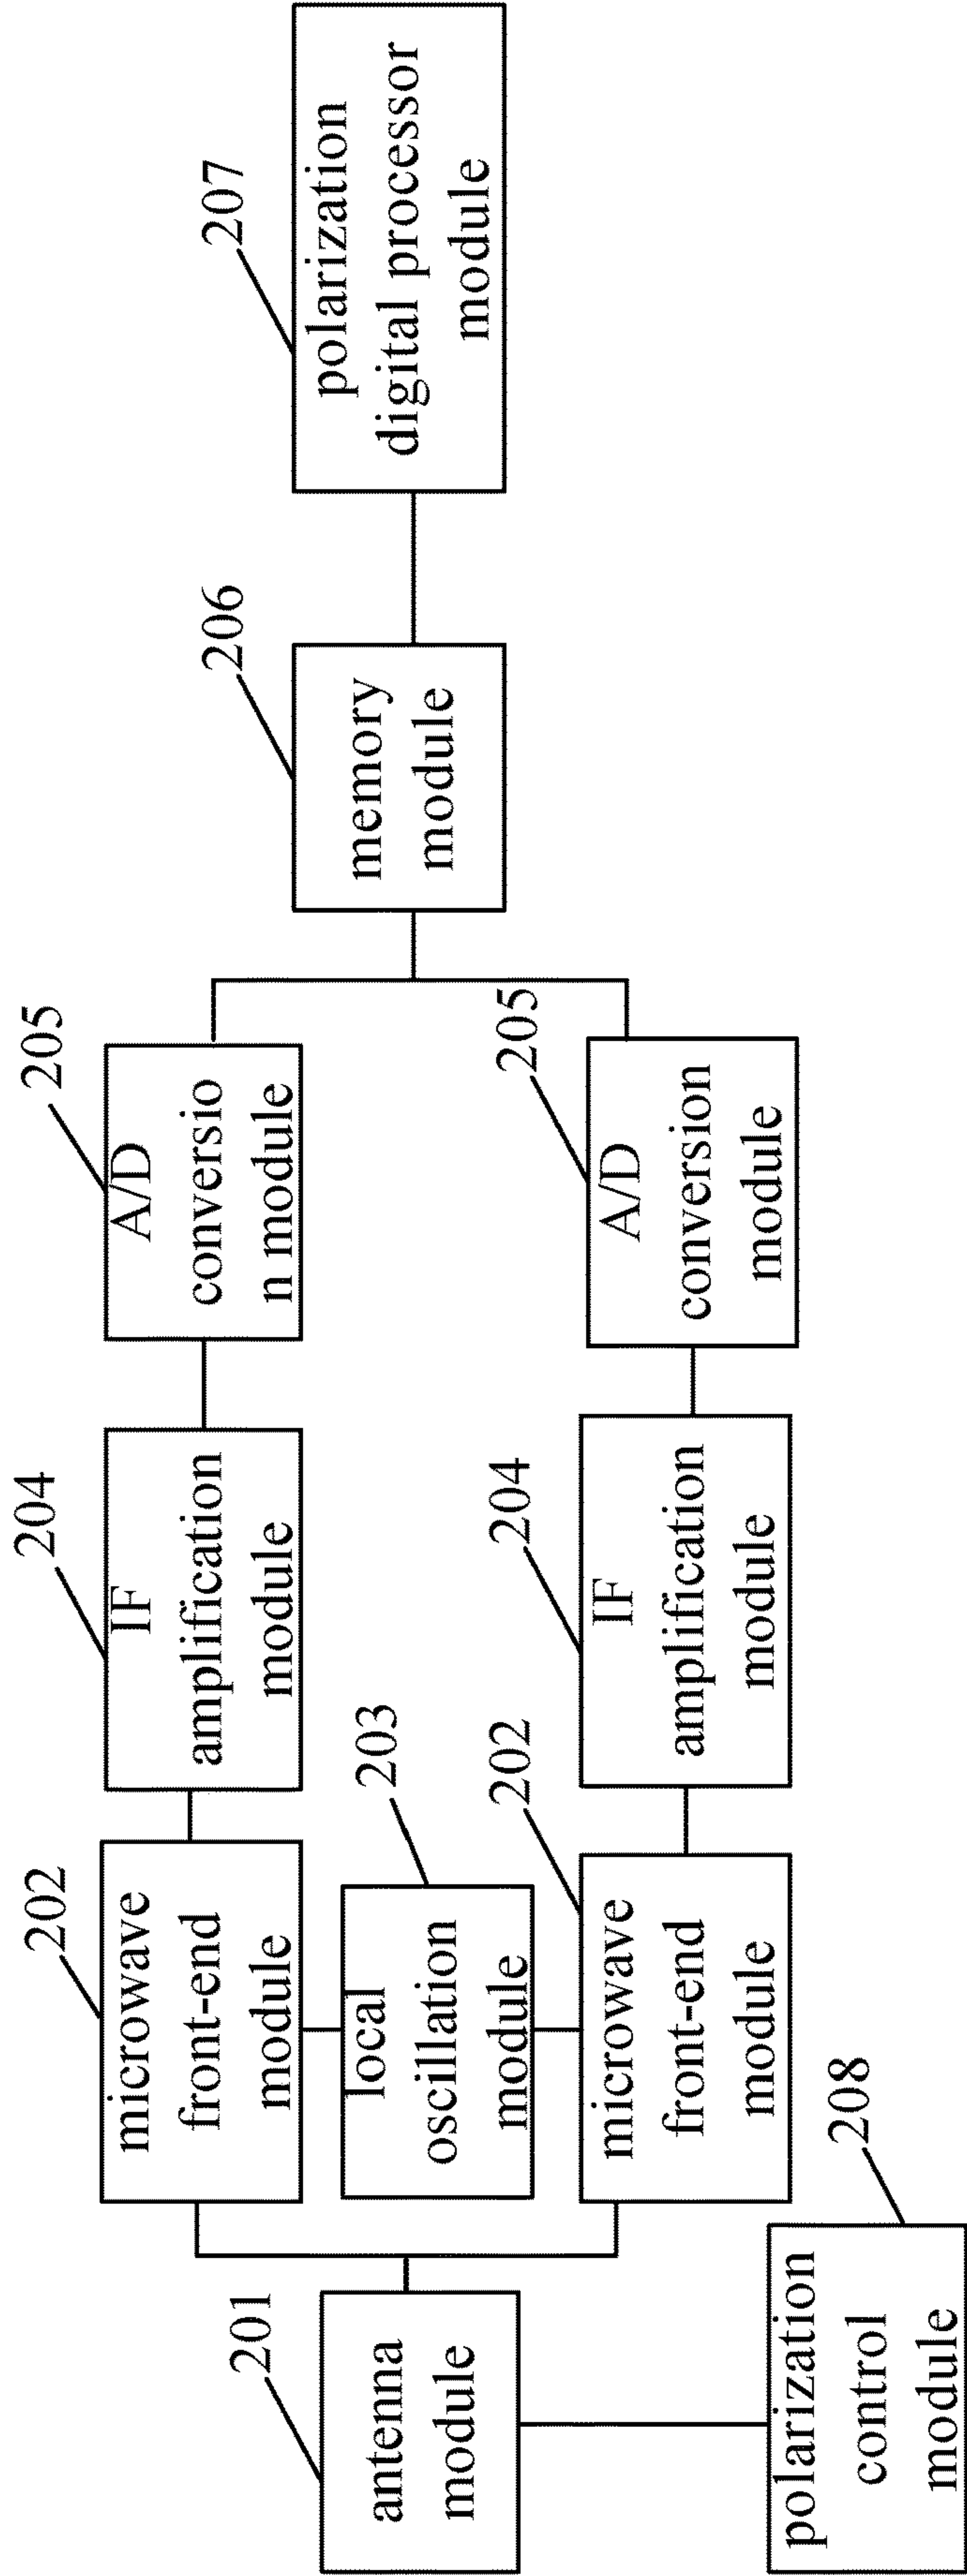 201
antenna
module
202
microwave
front-end
module
204
IF
amplification
module
205
A/D
conversio
n module
203
local
oscillation
module
202
microwave
front-end
module
204
IF
amplification
module
205
A/D
conversion
module
206
memory
module
207
polarization
digital processor
module
208
polarization
control
module